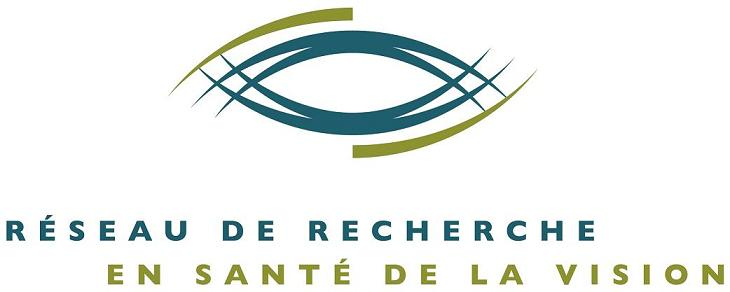 RÉSEAU DE RECHERCHE
EN SANTÉ DE LA VISION